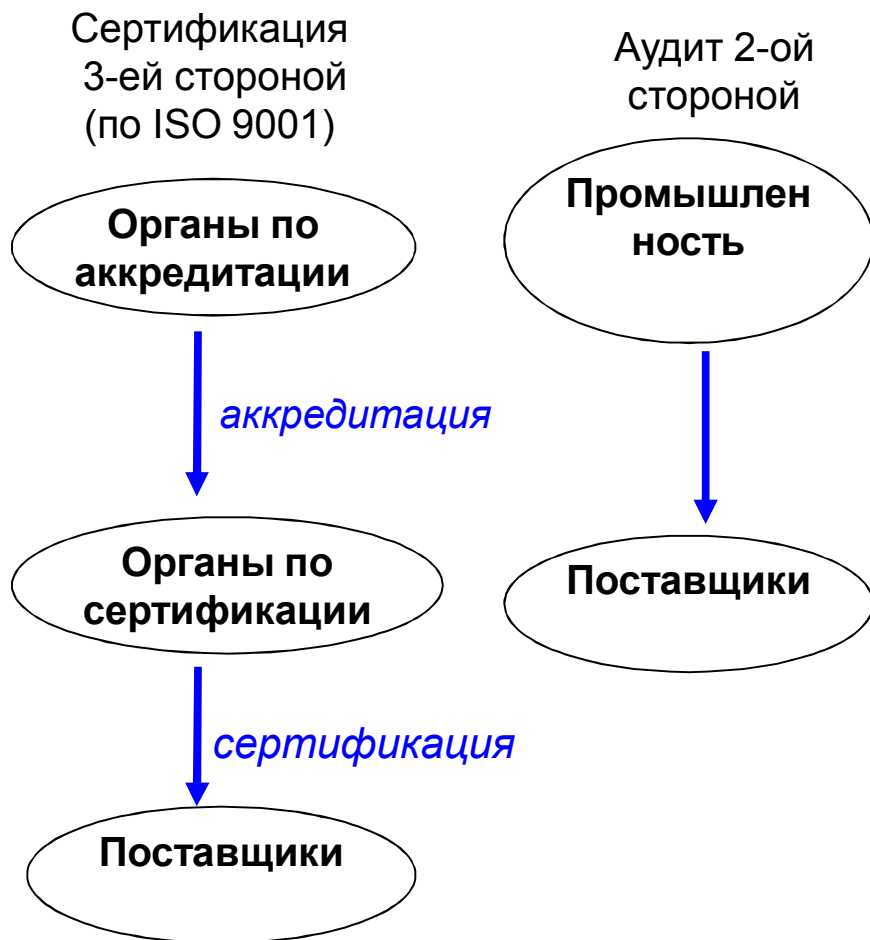 Сертификация
3-ей стороной
(по ISO 9001)
Аудит 2-ой
стороной
Органы по
аккредитации
Промышлен
ность
аккредитация
Органы по
сертификации
Поставщики
сертификация
Поставщики